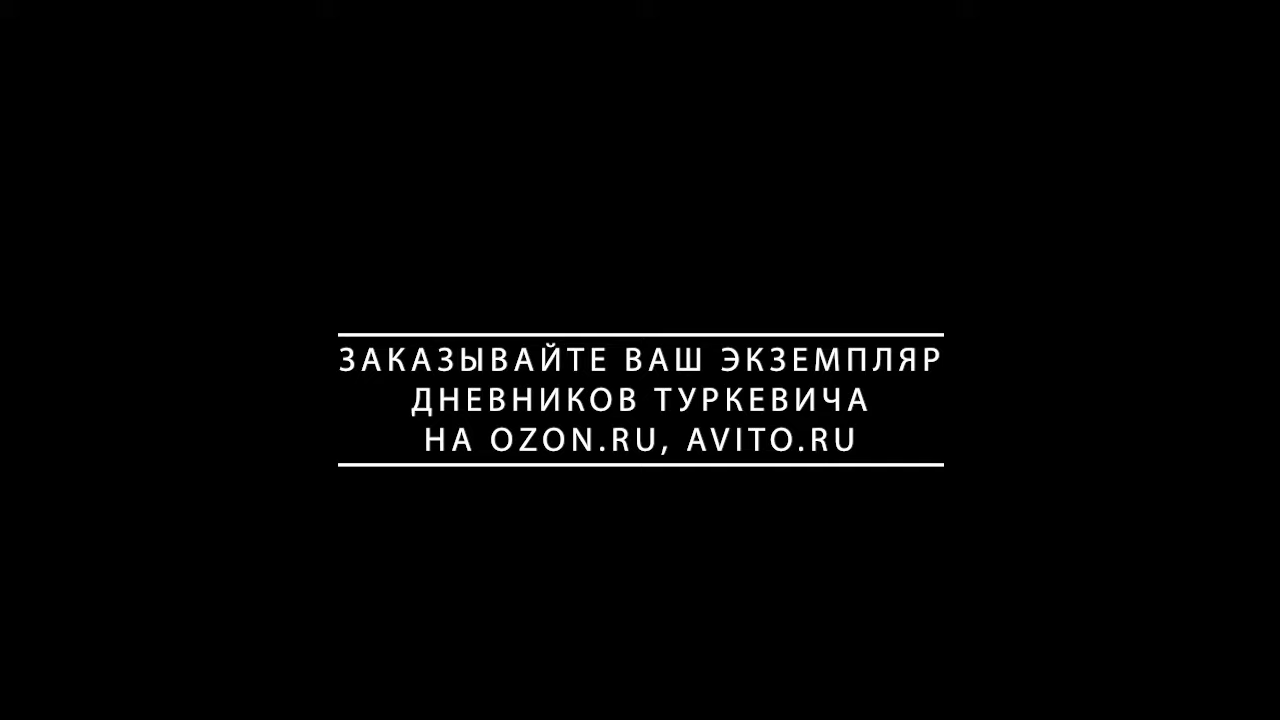 ЗАКАЗЫВАЙТЕ ВАШ ЭКЗЕМПЛЯР
ДНЕВНИКОВ ТУРКЕВИЧА
НА OZON.RU, AVITO.RU